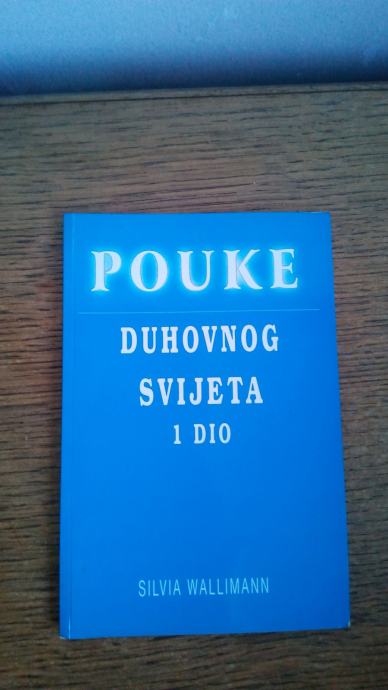 POUKE
DUHOVNOG
SVIJETA
1 DIO
SILVIA WALLIMANN